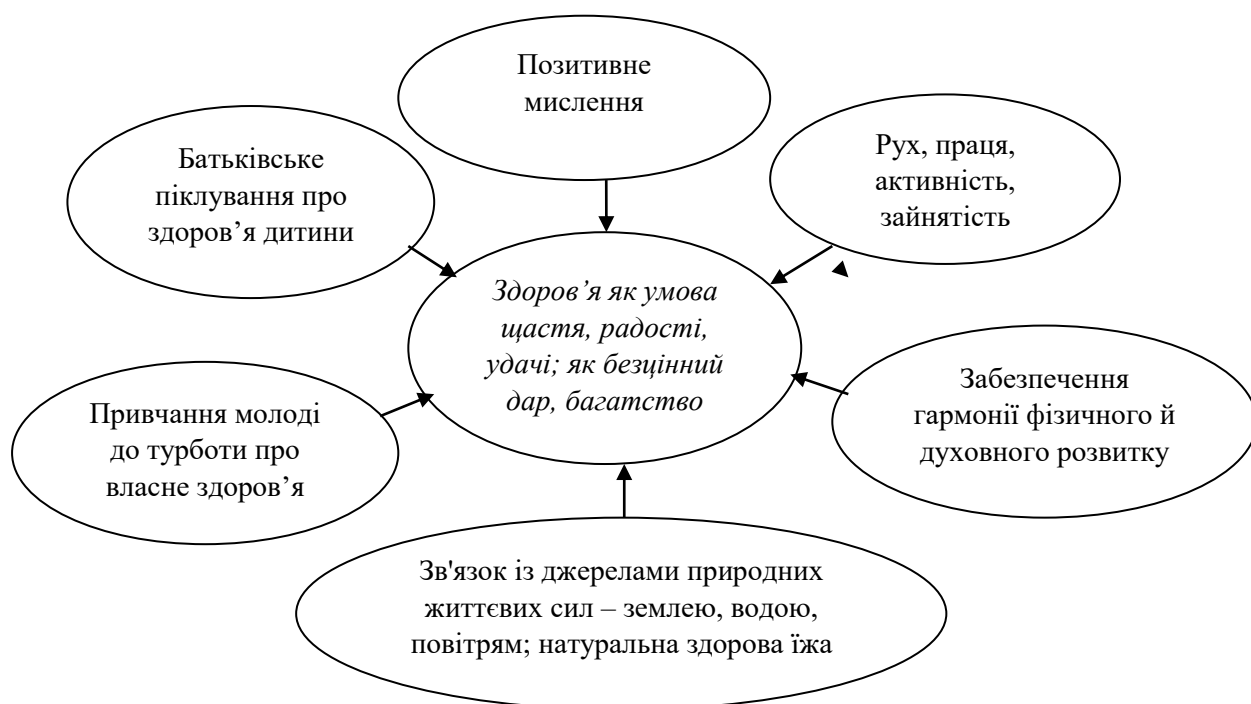 Позитивне
мислення
Батьківське
піклування про
здоров’я дитини
Рух, праця,
активність,
зайнятість
Здоров’я як умова
щастя, радості,
удачі; як безцінний
дар, багатство
Привчання молоді
до турботи про
власне здоров’я
Забезпечення
гармонії фізичного й
духовного розвитку
Зв'язок із джерелами природних
життєвих сил – землею, водою,
повітрям; натуральна здорова їжа